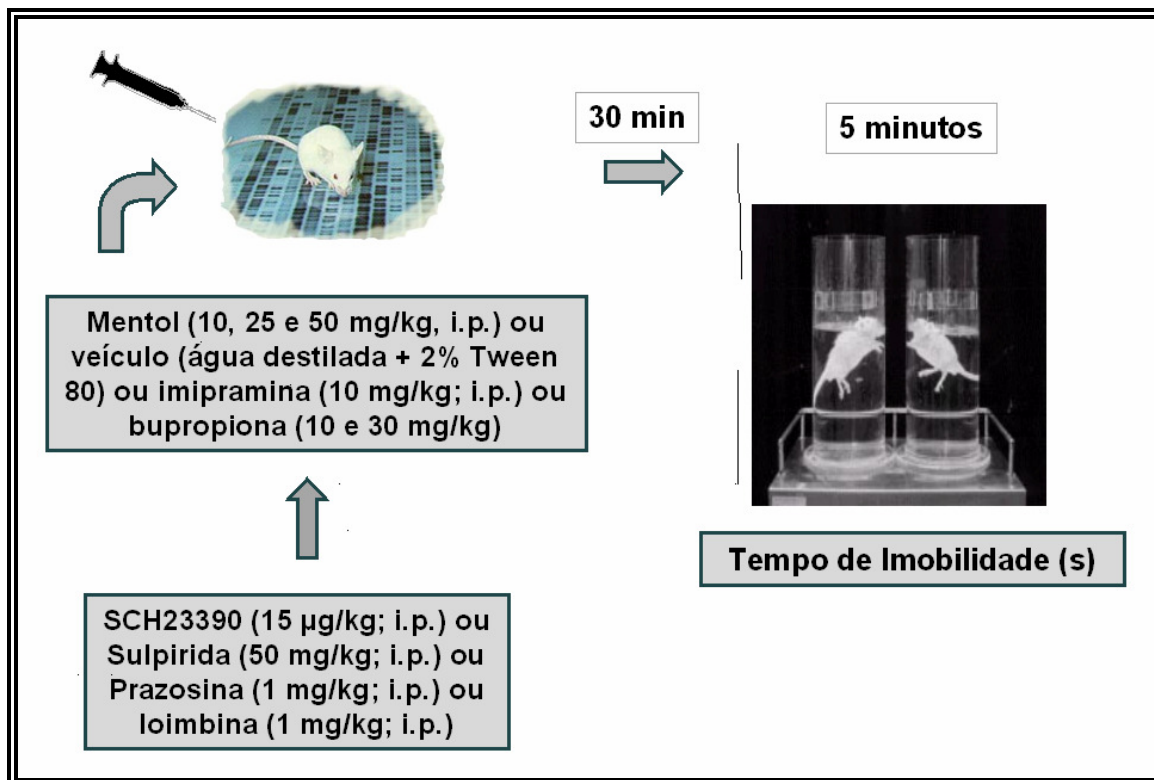 30 min
5 minutos
Mentol (10, 25 e 50 mg/kg, i.p.) ou
veículo (água destilada + 2% Tween
80) ou imipramina (10 mg/kg; i.p.) ou
bupropiona (10 e 30 mg/kg)
Tempo de Imobilidade (s)
SCH23390 (15 µg/kg; i.p.) ou
Sulpirida (50 mg/kg; i.p.) ou
Prazosina (1 mg/kg; i.p.) ou
Ioimbina (1 mg/kg; i.p.)